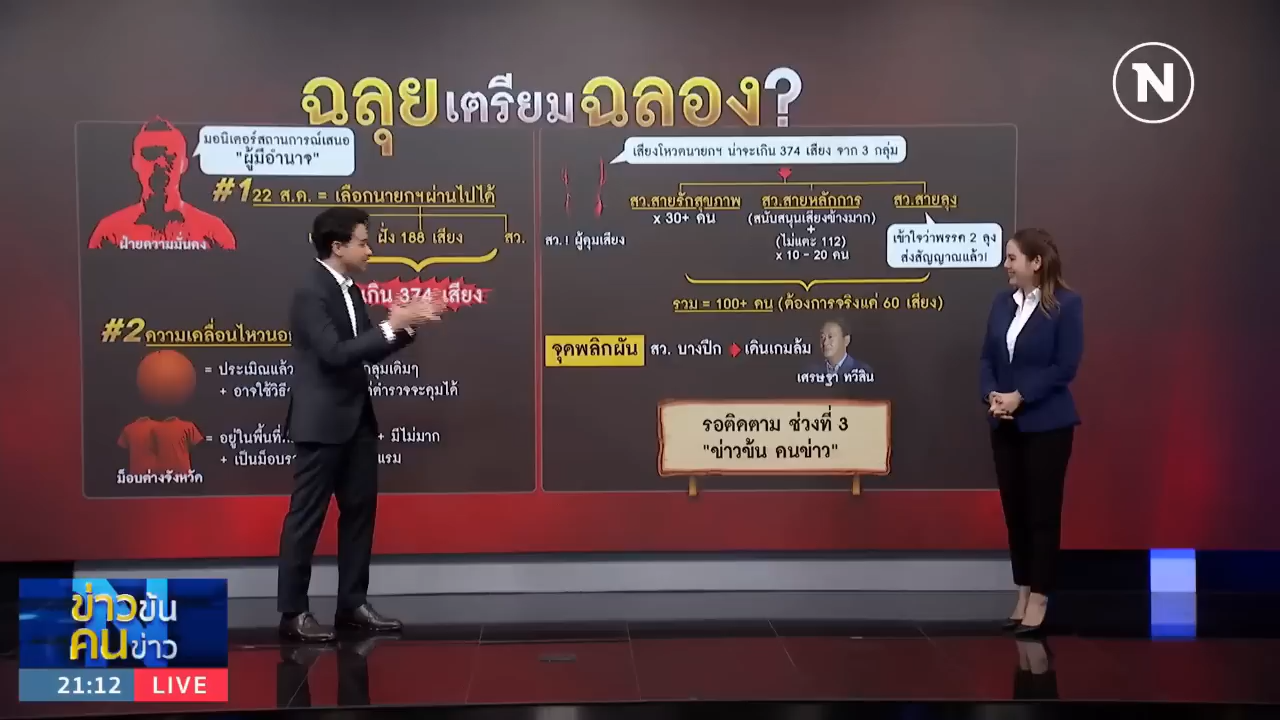 ฉลุยเตรียมฉลอง?
N
มอนิเตอร์สถานการณ์เสนอ
"ผู้มีอำนาจ"
#1 22 ส.ค. = เลือกนายกฯผ่านไปได้
ฝ่ายความมั่นคง
ฝั่ง 188 เสียง
สว.
เกิน 374 เสียง
#2 ความเคลื่อนไหวนอ
= ประเมินแล้ว
กลุ่มเดิมๆ
+ อาจใช้วิธี
ตำรวจจะคุมได้
= อยู่ในพื้นที่..
+ มีไม่มาก
+ เป็นม็อบ
แรม
ม็อบต่างจังหวัด
เสียงโหวตนายกฯ น่าจะเกิน 374 เสียง จาก 3 กลุ่ม
สว.! ผู้คุมเสียง
สว.สายรักสุขภาพ
x 30+ คน
สว.สายหลักการ
(สนับสนุนเสียงข้างมาก)
+
(ไม่แตะ 112)
x 10 - 20 คน
สว.สายลุง
เข้าใจว่าพรรค 2 ลุง
ส่งสัญญาณแล้ว!
รวม = 100+ คน (ต้องการจริงแค่ 60 เสียง)
จุดพลิกผัน สว. บางปีก เดินเกมล้ม
เศรษฐา ทวีสิน
รอติดตาม ช่วงที่ 3
"ข่าวข้น คนข่าว"
ข่าวข้น
คนข่าว
21:12 LIVE